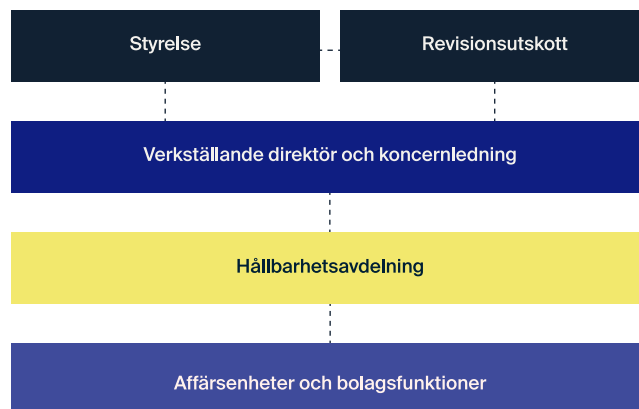 Styrelse
Revisionsutskott
Verkställande direktör och koncernledning
Hållbarhetsavdelning
Affärsenheter och bolagsfunktioner